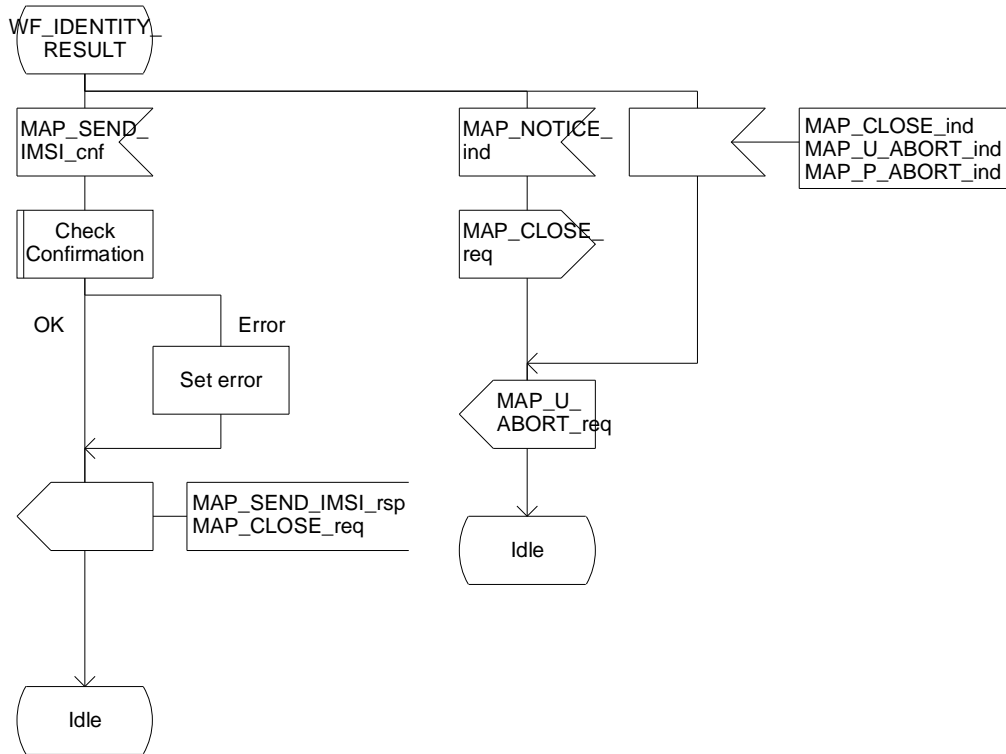 WF_IDENTITY_
RESULT
MAP_SEND_
IMSI_cnf
MAP_NOTICE_
ind
MAP_CLOSE_ind
MAP_U_ABORT_ind
MAP_P_ABORT_ind
Check
Confirmation
MAP_CLOSE_
req
OK
Error
Set error
MAP_U_
ABORT_req
MAP_SEND_IMSI_rsp
MAP_CLOSE_req
Idle
Idle